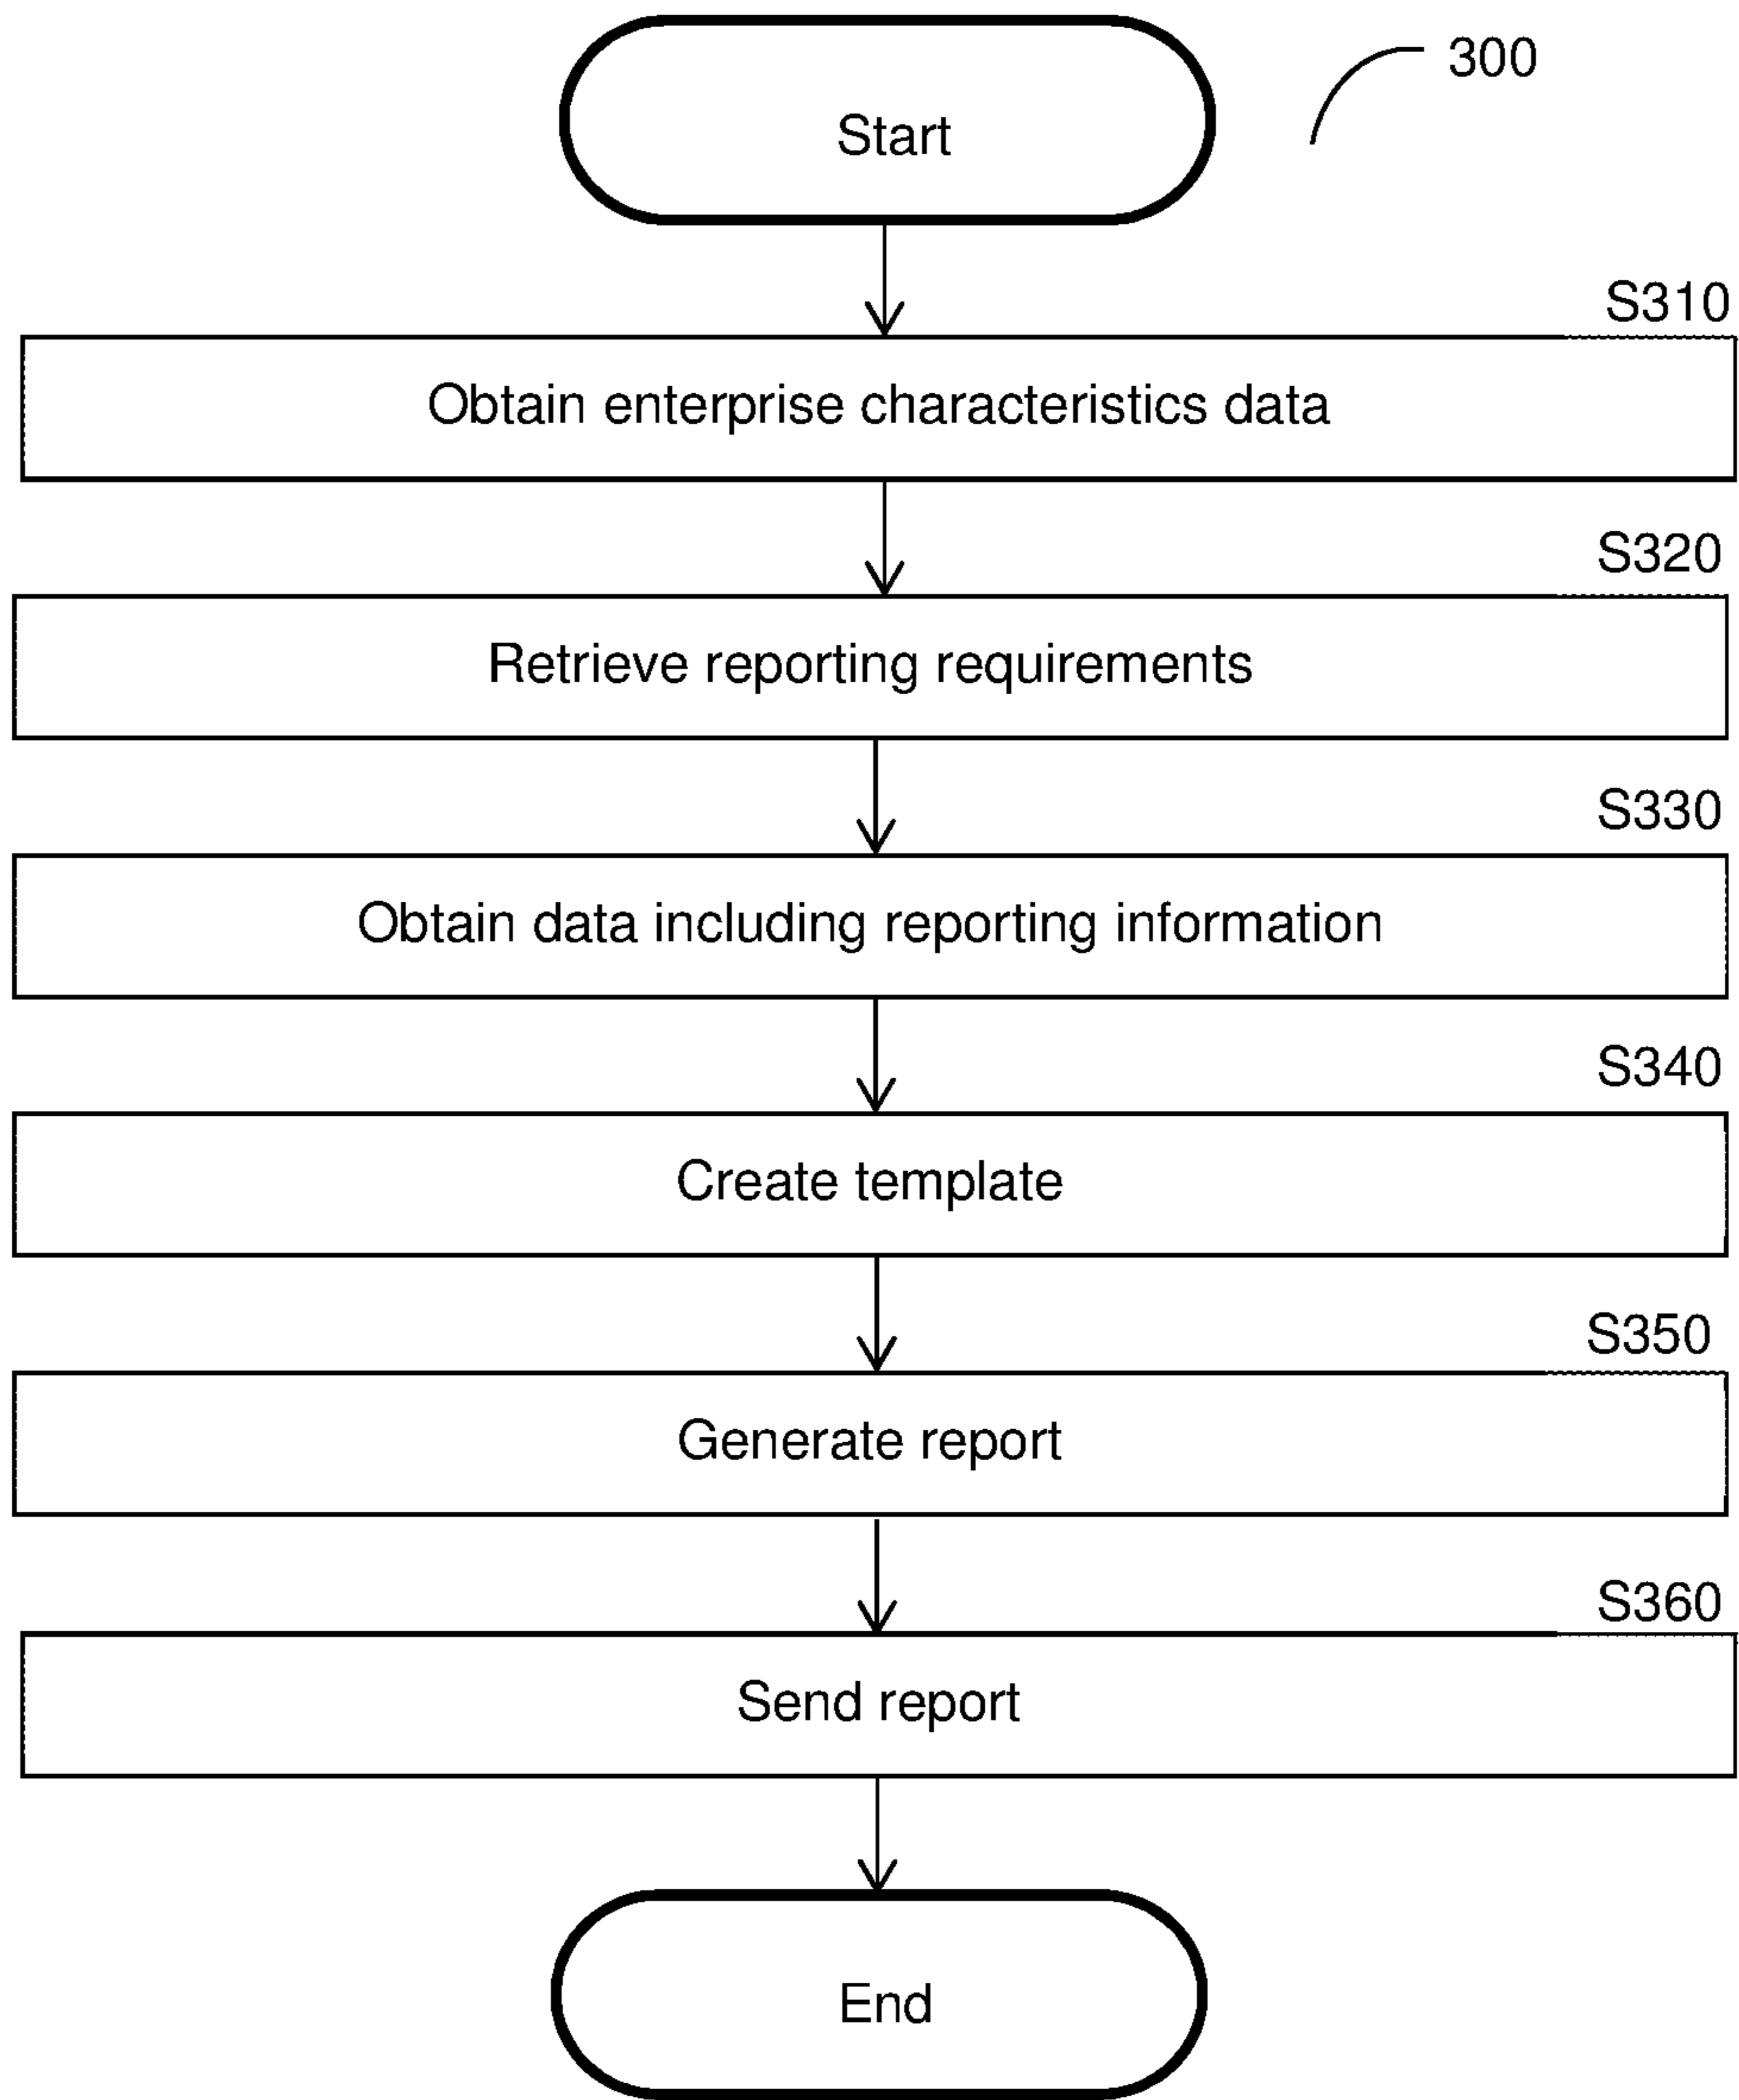 Start
300
S310
Obtain enterprise characteristics data
S320
Retrieve reporting requirements
S330
Obtain data including reporting information
S340
Create template
S350
Generate report
S360
Send report
End